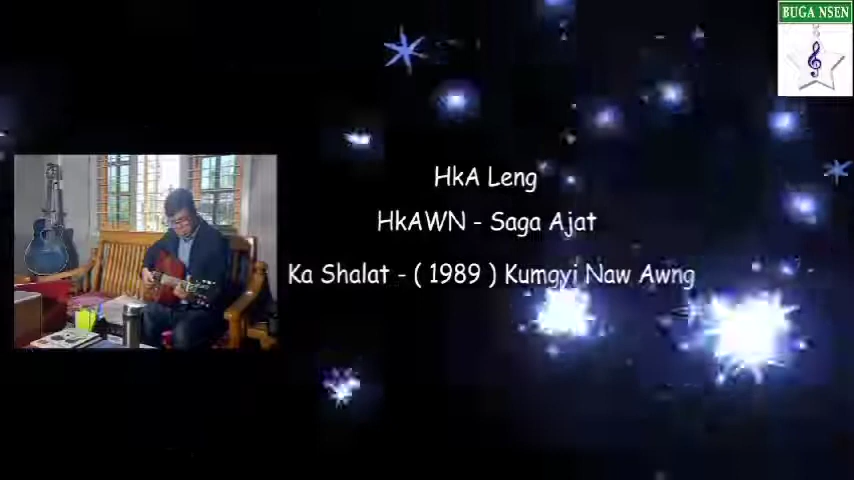 BUGA NSEN
HkA Leng
HkAWN - Saga Ajat
Ka Shalat - ( 1989 ) Kumgyi Naw Awng